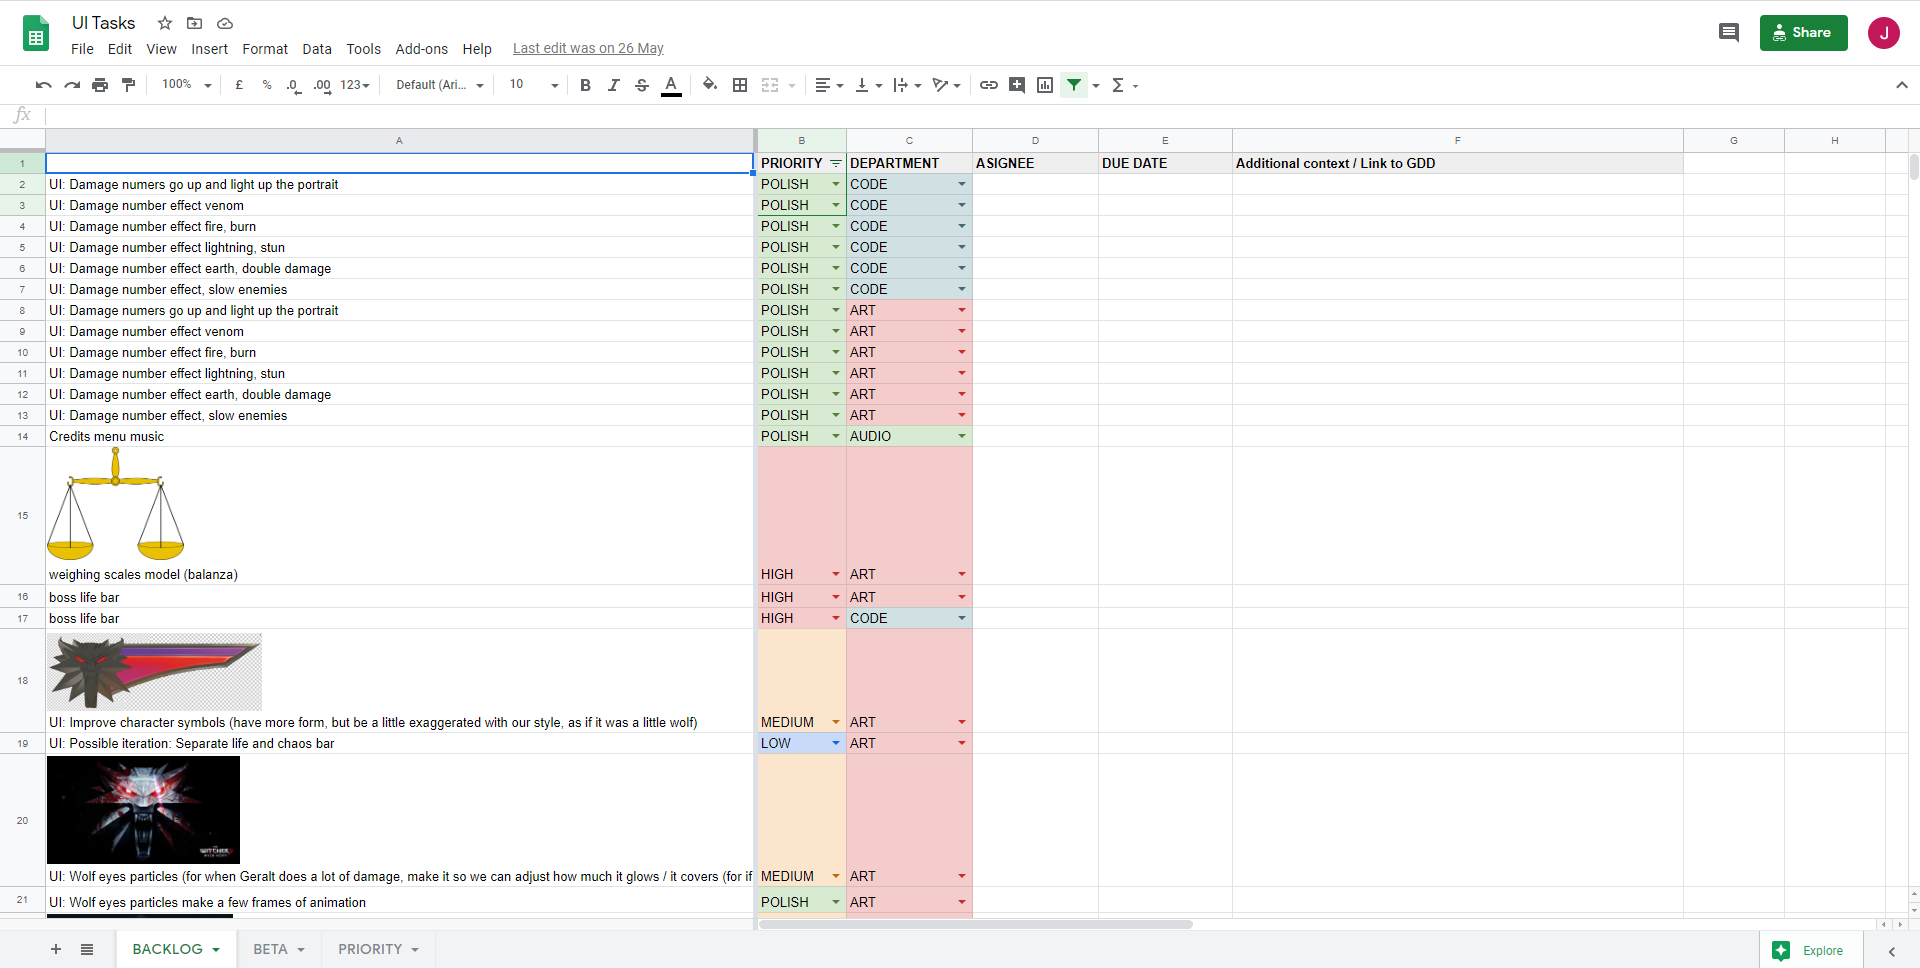 UI Tasks
File Edit View Insert Format Data Tools Add-ons Help Last edit was on 26 May
Share
J
100% £ % .0 .00 123 Default (Ari... 10 B I S A Σ
fx
A B C D E F G H
1 PRIORITY DEPARTMENT ASIGNEE DUE DATE Additional context / Link to GDD
2 UI: Damage numers go up and light up the portrait POLISH CODE
3 UI: Damage number effect venom POLISH CODE
4 UI: Damage number effect fire, burn POLISH CODE
5 UI: Damage number effect lightning, stun POLISH CODE
6 UI: Damage number effect earth, double damage POLISH CODE
7 UI: Damage number effect, slow enemies POLISH CODE
8 UI: Damage numers go up and light up the portrait POLISH ART
9 UI: Damage number effect venom POLISH ART
10 UI: Damage number effect fire, burn POLISH ART
11 UI: Damage number effect lightning, stun POLISH ART
12 UI: Damage number effect earth, double damage POLISH ART
13 UI: Damage number effect, slow enemies POLISH ART
14 Credits menu music POLISH AUDIO
15
weighing scales model (balanza) HIGH ART
16 boss life bar HIGH ART
17 boss life bar HIGH CODE
18
UI: Improve character symbols (have more form, but be a little exaggerated with our style, as if it was a little wolf) MEDIUM ART
19 UI: Possible iteration: Separate life and chaos bar LOW ART
20
WITCHER
UI: Wolf eyes particles (for when Geralt does a lot of damage, make it so we can adjust how much it glows / it covers (for if MEDIUM ART
21 UI: Wolf eyes particles make a few frames of animation POLISH ART
BACKLOG BETA PRIORITY Explore